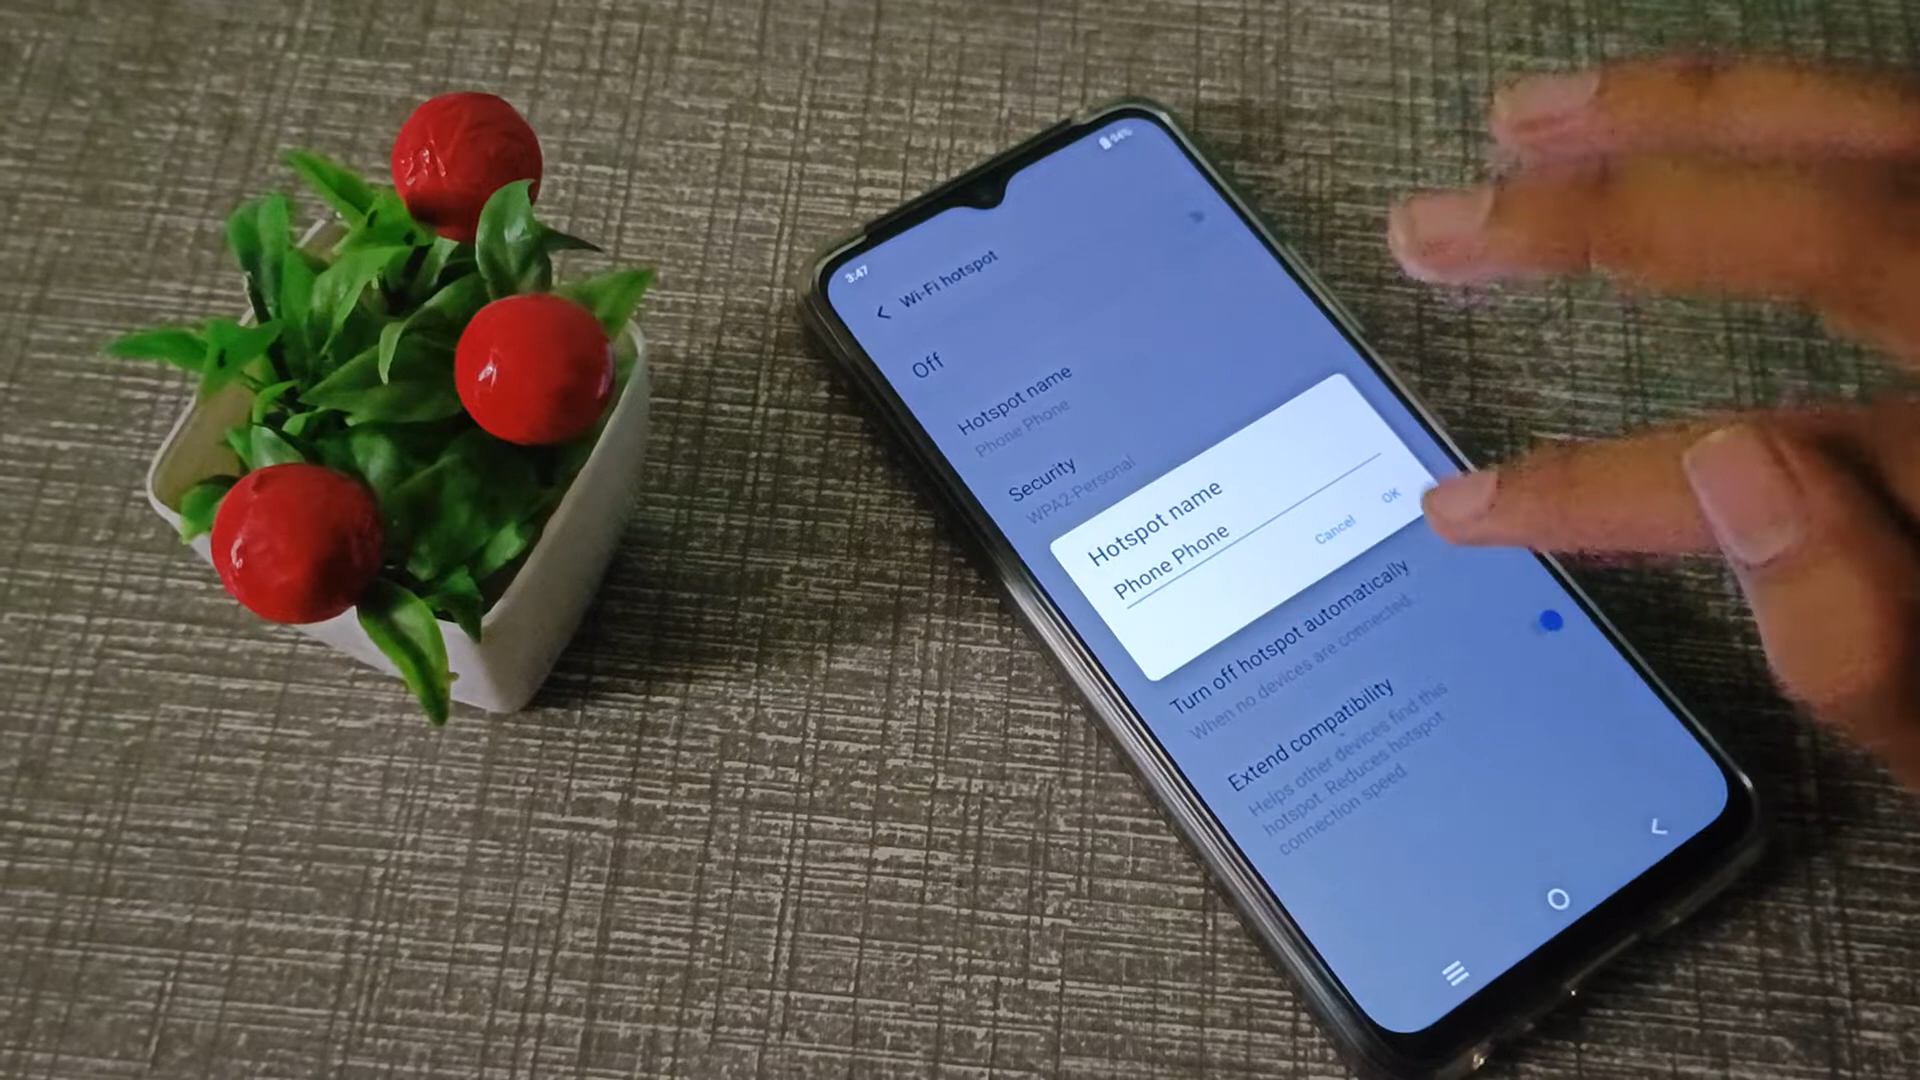 3:47
94%
Wi-Fi hotspot
Off
Hotspot name
Phone Phone
Security
WPA2-Personal
Hotspot name
Phone Phone
Cancel
OK
Turn off hotspot automatically
When no devices are connected.
Extend compatibility
Helps other devices find this
hotspot. Reduces hotspot
connection speed.